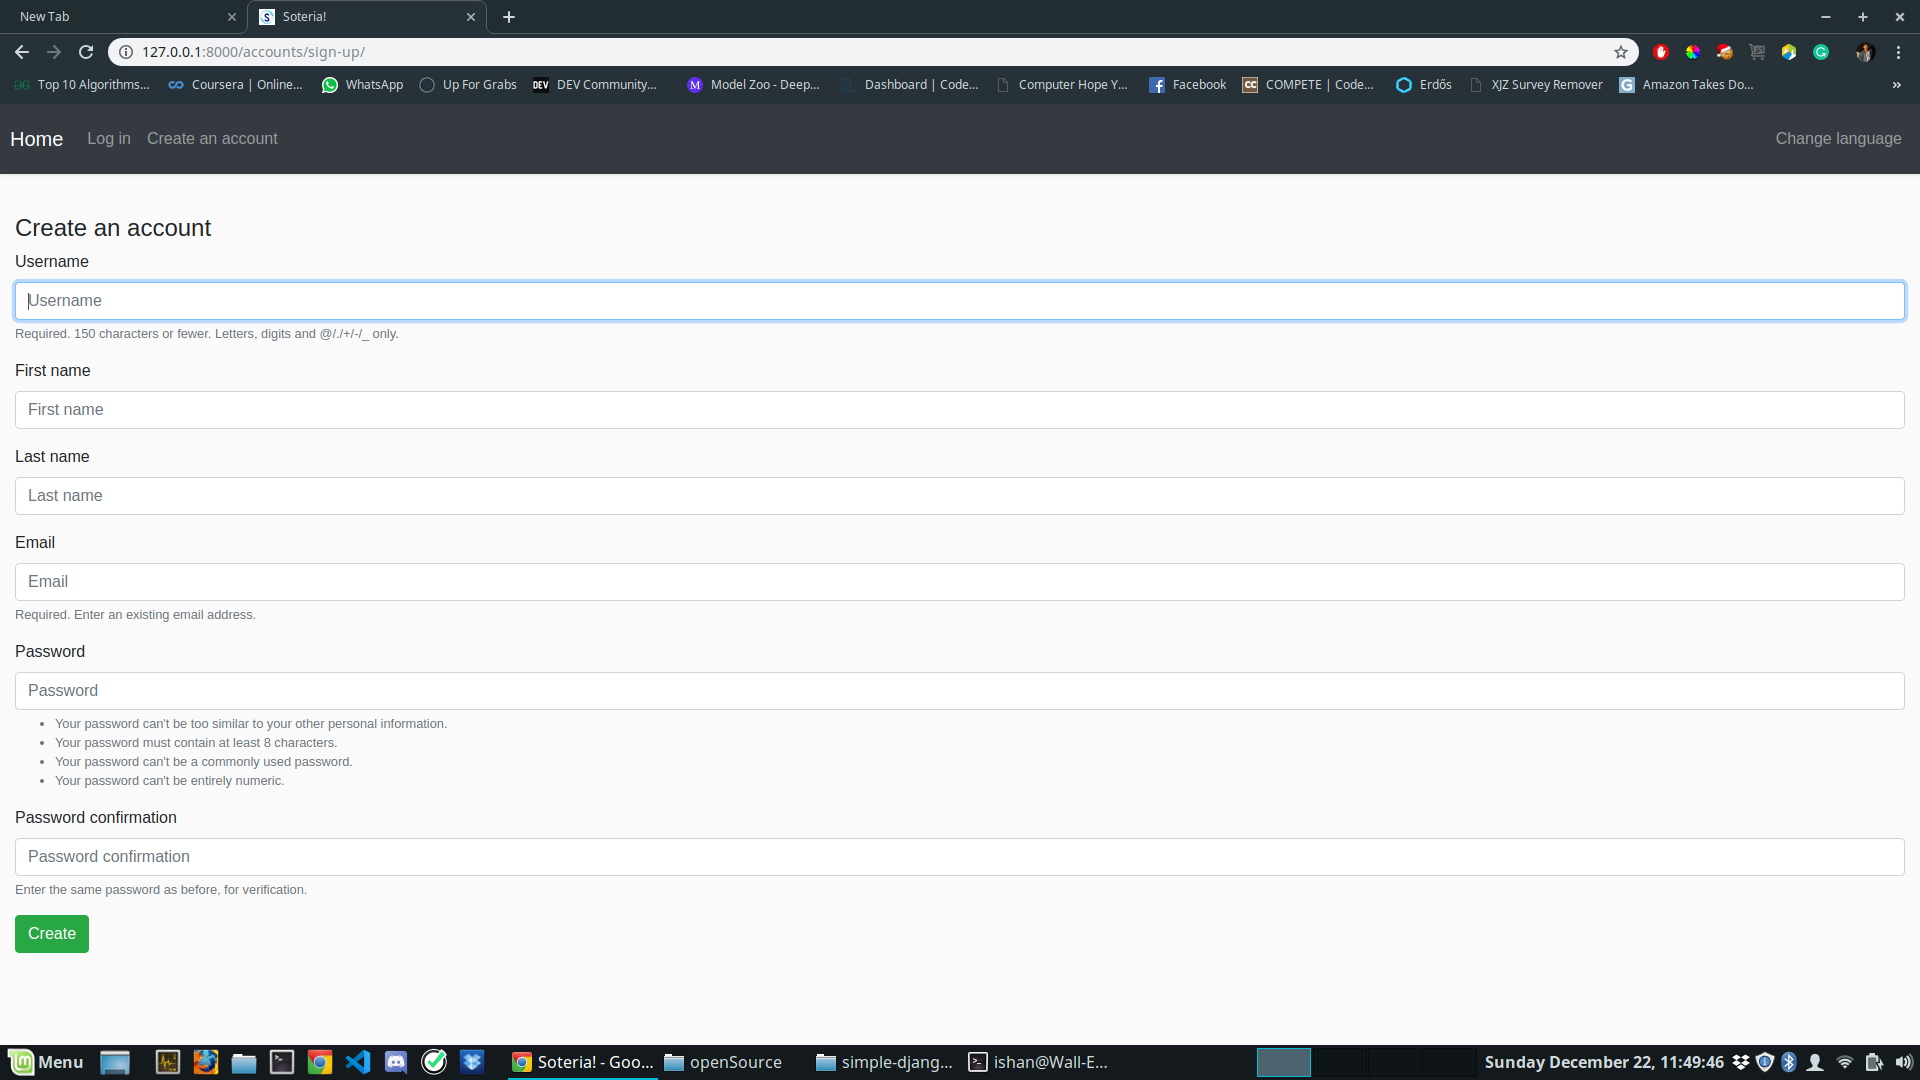 New Tab
Soteria!
127.0.0.1:8000/accounts/sign-up/
Top 10 Algorithms...
Coursera | Online...
WhatsApp
Up For Grabs
DEV DEV Community...
M Model Zoo - Deep...
Dashboard | Code...
Computer Hope Y...
Facebook
CC COMPETE | Code...
Erdős
XJZ Survey Remover
G Amazon Takes Do...
»
Home Log in Create an account Change language
Create an account
Username
Username
Required. 150 characters or fewer. Letters, digits and @/./+/-/_ only.
First name
First name
Last name
Last name
Email
Email
Required. Enter an existing email address.
Password
Password
• Your password can't be too similar to your other personal information.
• Your password must contain at least 8 characters.
• Your password can't be a commonly used password.
• Your password can't be entirely numeric.
Password confirmation
Password confirmation
Enter the same password as before, for verification.
Create
Menu
Soteria! - Goo...
openSource
simple-djang...
ishan@Wall-E...
Sunday December 22, 11:49:46